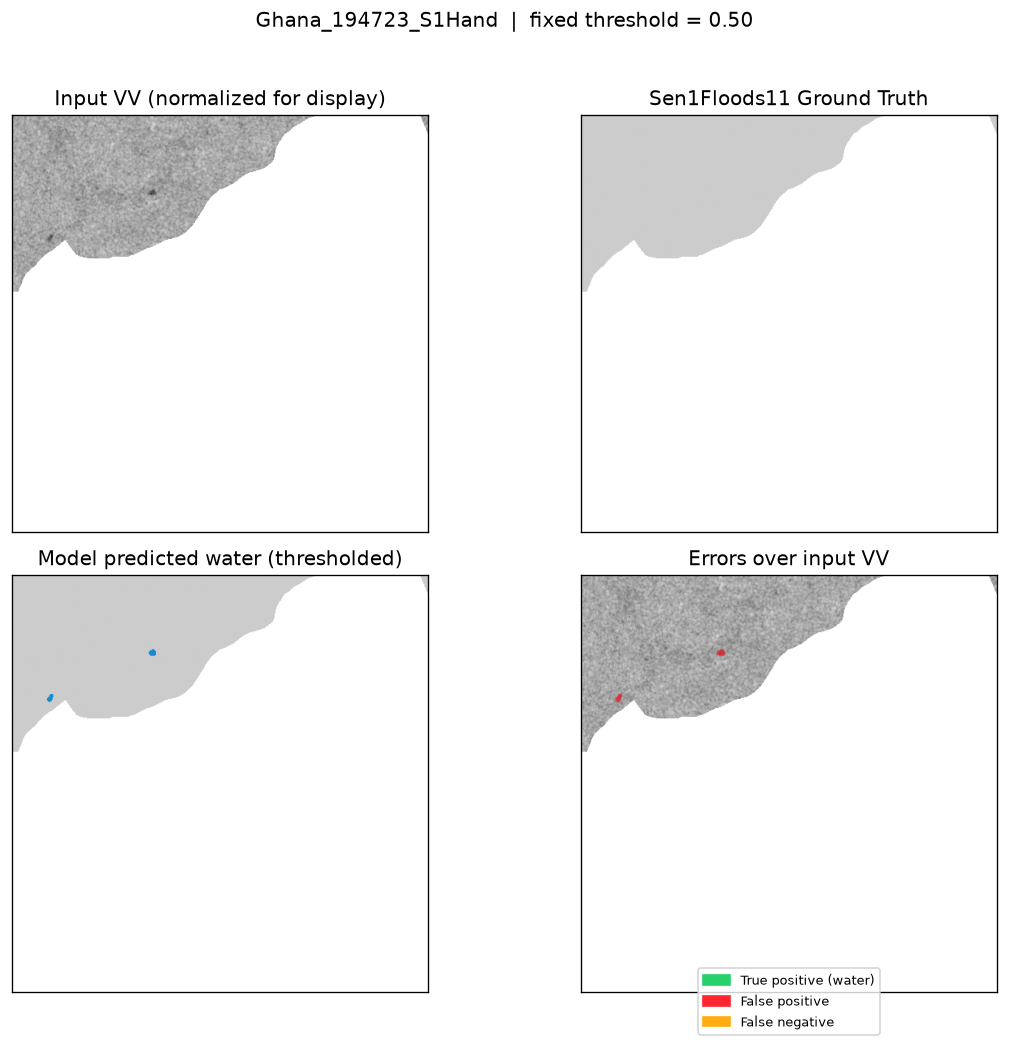 Ghana_194723_S1Hand  |  fixed threshold = 0.50
Input VV (normalized for display)
Sen1Floods11 Ground Truth
Model predicted water (thresholded)
Errors over input VV
True positive (water)
False positive
False negative